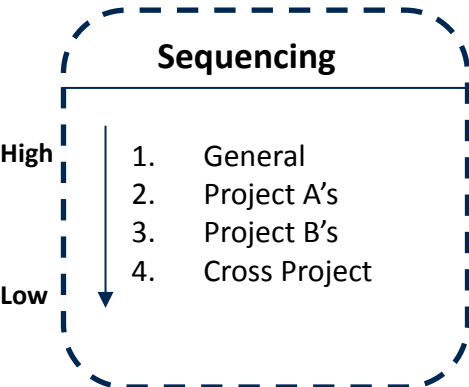 Sequencing
High
1. General
2. Project A’s
3. Project B’s
4. Cross Project
Low